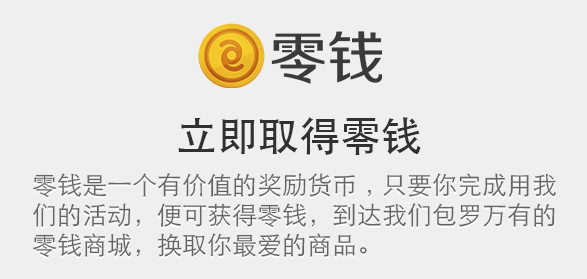 零钱
立即取得零钱
零钱是一个有价值的奖励货币，只要你完成用我
们的活动，便可获得零钱，到达我们包罗万有的
零钱商城，换取你最爱的商品。